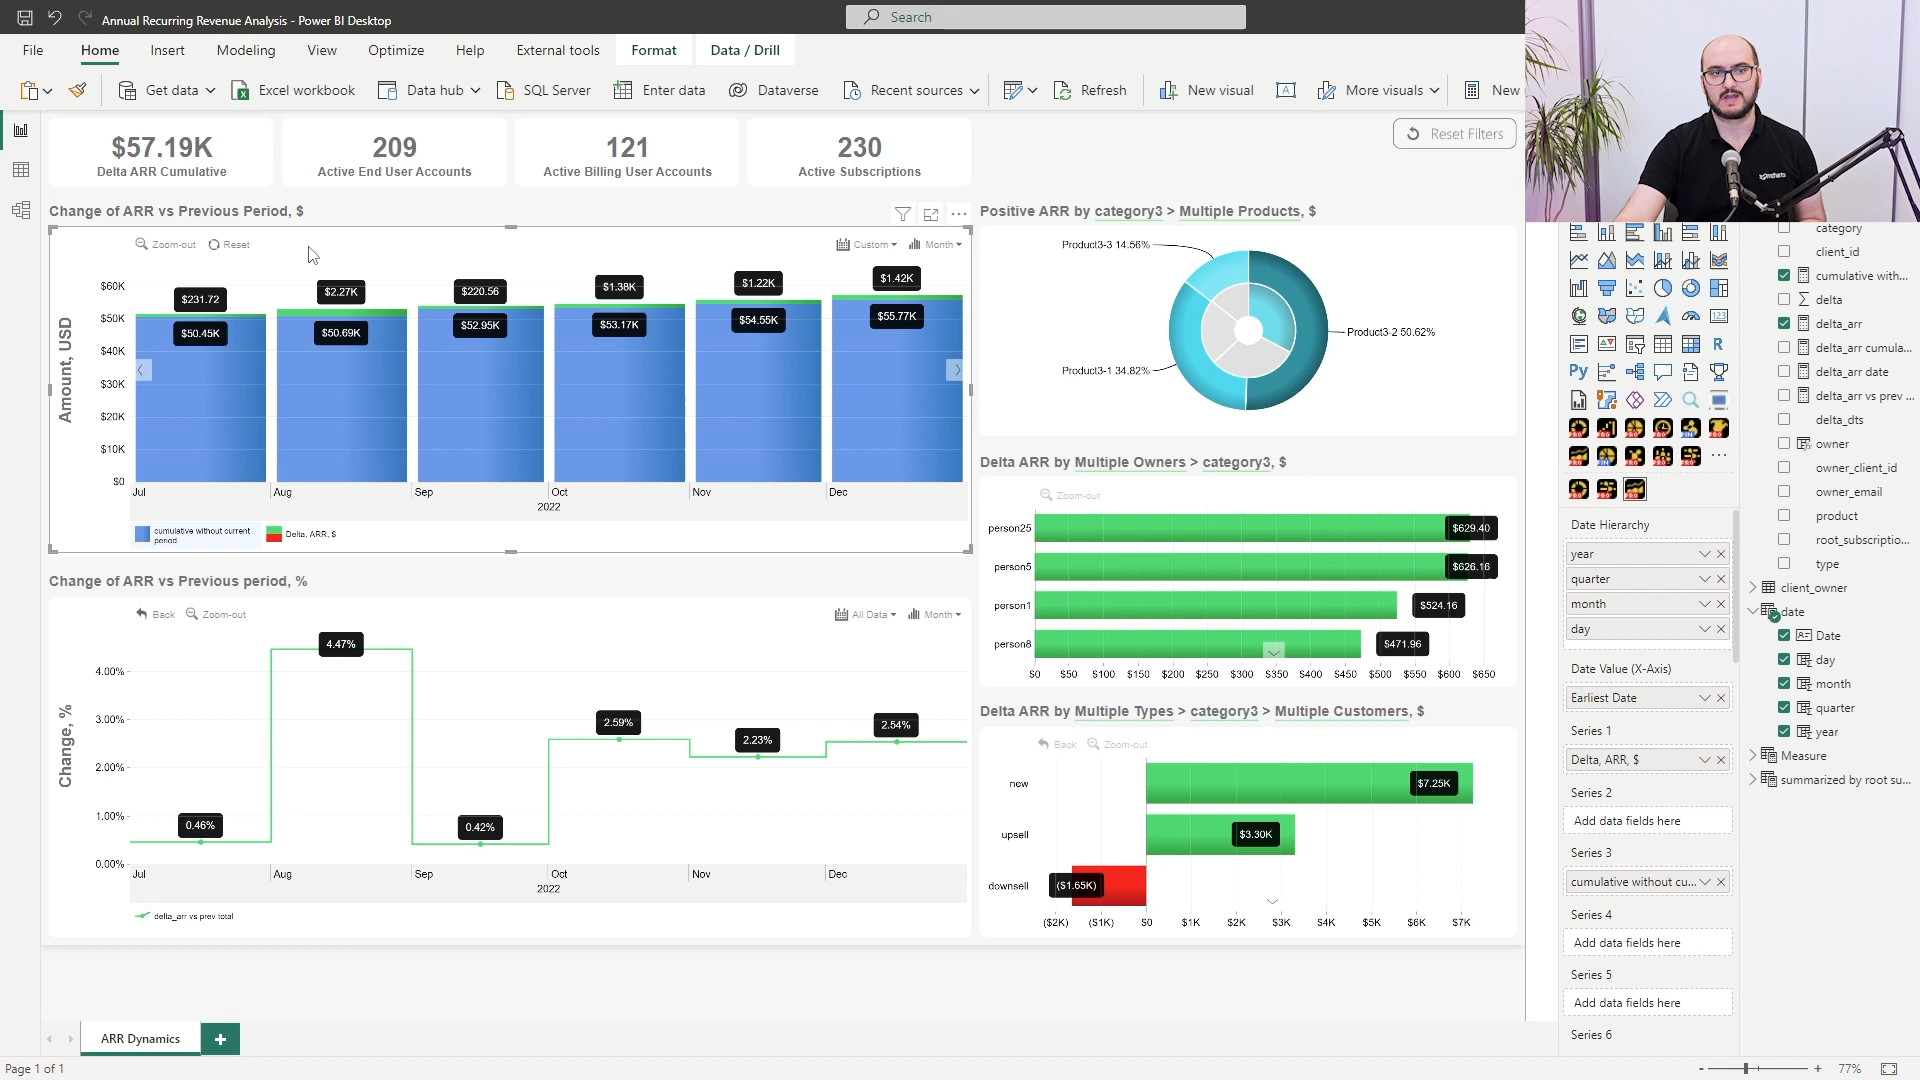 Annual Recurring Revenue Analysis - Power BI Desktop
Search
File
Home
Insert
Modeling
View
Optimize
Help
External tools
Format
Data / Drill
Get data
Excel workbook
Data hub
SQL Server
Enter data
Dataverse
Recent sources
Refresh
New visual
More visuals
New
$57.19K
Delta ARR Cumulative
209
Active End User Accounts
121
Active Billing User Accounts
230
Active Subscriptions
Reset Filters
Change of ARR vs Previous Period, $
Zoom-out
Reset
Custom
Month
Amount, USD
$60K
$50K
$40K
$30K
$20K
$10K
$0
$231.72
$2.27K
$220.56
$1.38K
$1.22K
$1.42K
$50.45K
$50.69K
$52.95K
$53.17K
$54.55K
$55.77K
Jul
Aug
Sep
Oct
Nov
Dec
2022
cumulative without current
period
Delta, ARR, $
Change of ARR vs Previous period, %
Back
Zoom-out
All Data
Month
Change, %
4.00%
3.00%
2.00%
1.00%
0.00%
0.46%
4.47%
0.42%
2.59%
2.23%
2.54%
Jul
Aug
Sep
Oct
Nov
Dec
2022
delta_arr vs prev total
Positive ARR by category3 > Multiple Products, $
Product3-3 14.56%
Product3-2 50.62%
Product3-1 34.82%
Delta ARR by Multiple Owners > category3, $
Zoom-out
person25
$629.40
person5
$626.16
person1
$524.16
person8
$471.96
$0
$50
$100
$150
$200
$250
$300
$350
$400
$450
$500
$550
$600
$650
Delta ARR by Multiple Types > category3 > Multiple Customers, $
Back
Zoom-out
new
$7.25K
upsell
$3.30K
downsell
($1.65K)
($2K)
($1K)
$0
$1K
$2K
$3K
$4K
$5K
$6K
$7K
123
R
Py
PRO
PRO
PRO
PRO
FIN
PRO
PRO
FIN
PRO
PRO
PRO
PRO
PRO
PRO
Date Hierarchy
year
quarter
month
day
Date Value (X-Axis)
Earliest Date
Series 1
Delta, ARR, $
Series 2
Add data fields here
Series 3
cumulative without cu...
Series 4
Add data fields here
Series 5
Add data fields here
Series 6
category
client_id
cumulative with...
delta
delta_arr
delta_arr cumula...
delta_arr date
delta_arr vs prev ...
delta_dts
owner
owner_client_id
owner_email
product
root_subscriptio...
type
client_owner
date
Date
day
month
quarter
year
Measure
summarized by root su...
ARR Dynamics
Page 1 of 1
77%